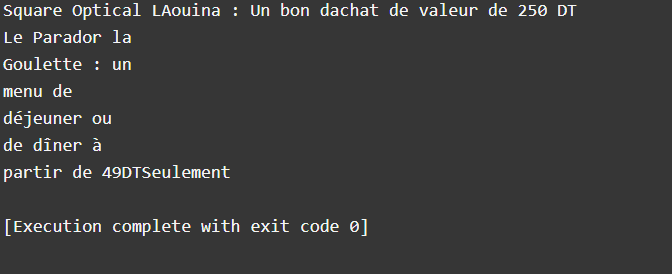 Square Optical LAouina : Un bon dachat de valeur de 250 DT
Le Parador la
Goulette : un
menu de
déjeuner ou
de dîner à
partir de 49DTSeulement
[Execution complete with exit code 0]